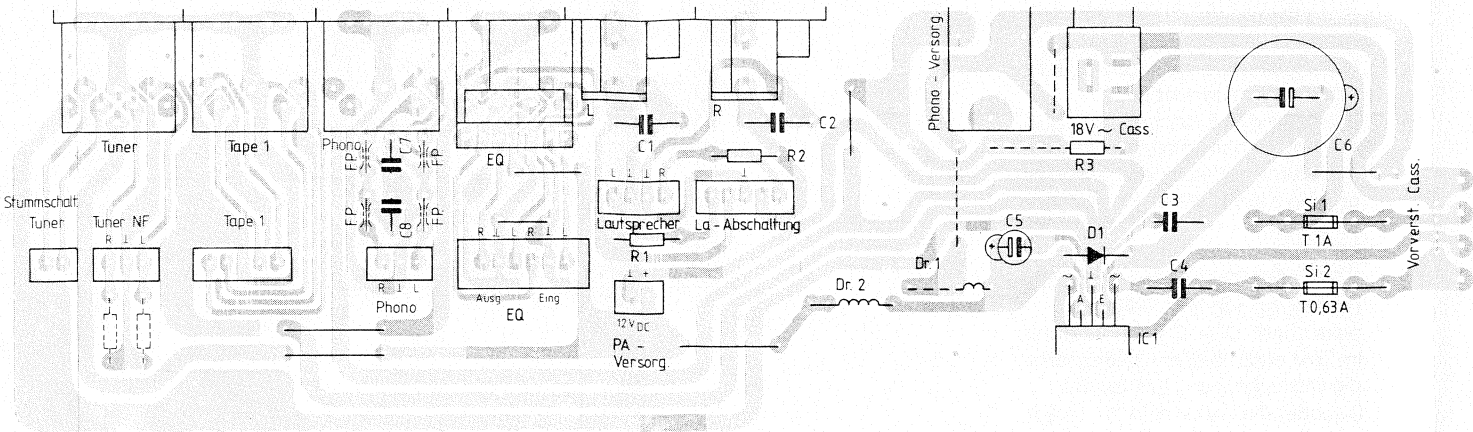 Phono - Versorg.
L
R
C1
C2
18V ~ Cass.
R3
C6
Tuner
Tape 1
Phono
C7
FP
FP
EQ
R2
L ⊥ ⊥ R
⊥
Stummschalt
Tuner
Tuner NF
R ⊥ L
Tape 1
FP
FP
C8
R ⊥ L R ⊥ L
Lautsprecher
La - Abschaltung
R1
C5
+
D1
C3
Si 1
T 1A
Vorverst. Cass.
R ⊥ L
Phono
Ausg
Eing
EQ
⊥ +
12V DC
PA -
Versorg.
Dr. 2
Dr. 1
~ ⊥ ~
A E
C4
Si 2
T 0,63A
IC1
+